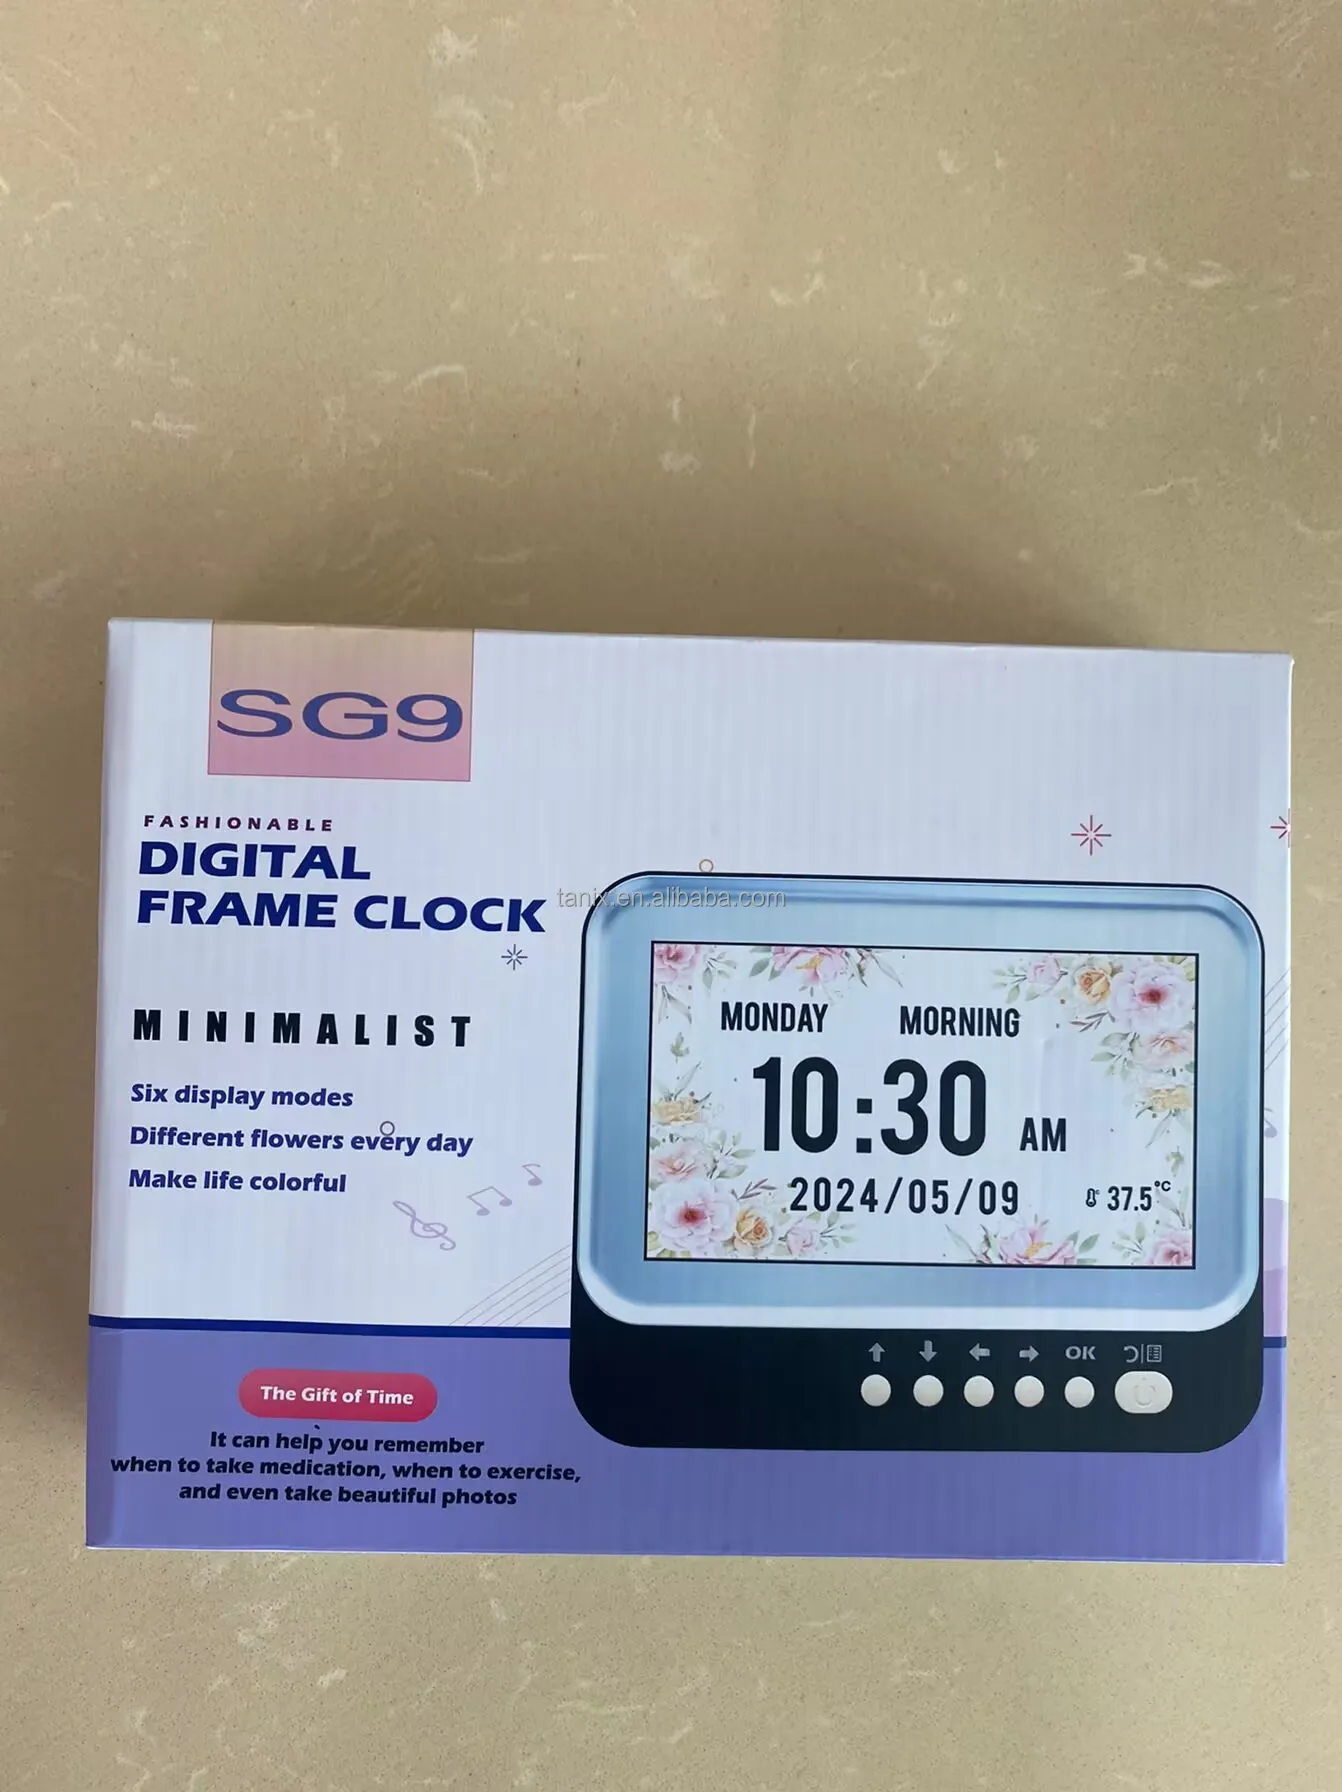 SG9
FASHIONABLE
DIGITAL
FRAME CLOCK
tanix.en.alibaba.com
MINIMALIST
Six display modes
Different flowers every day
Make life colorful
MONDAY MORNING
10:30 AM
2024/05/09 37.5°C
OK
The Gift of Time
It can help you remember
when to take medication, when to exercise,
and even take beautiful photos